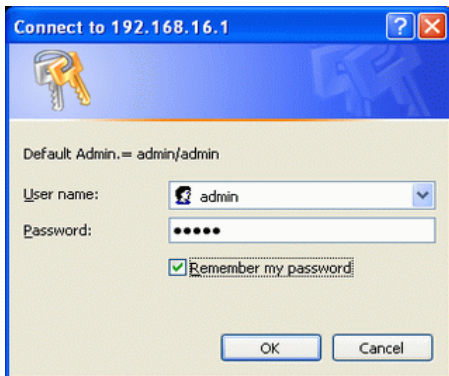 Connect to 192.168.16.1
Default Admin.= admin/admin
User name: admin
Password: •••••
Remember my password
OK Cancel